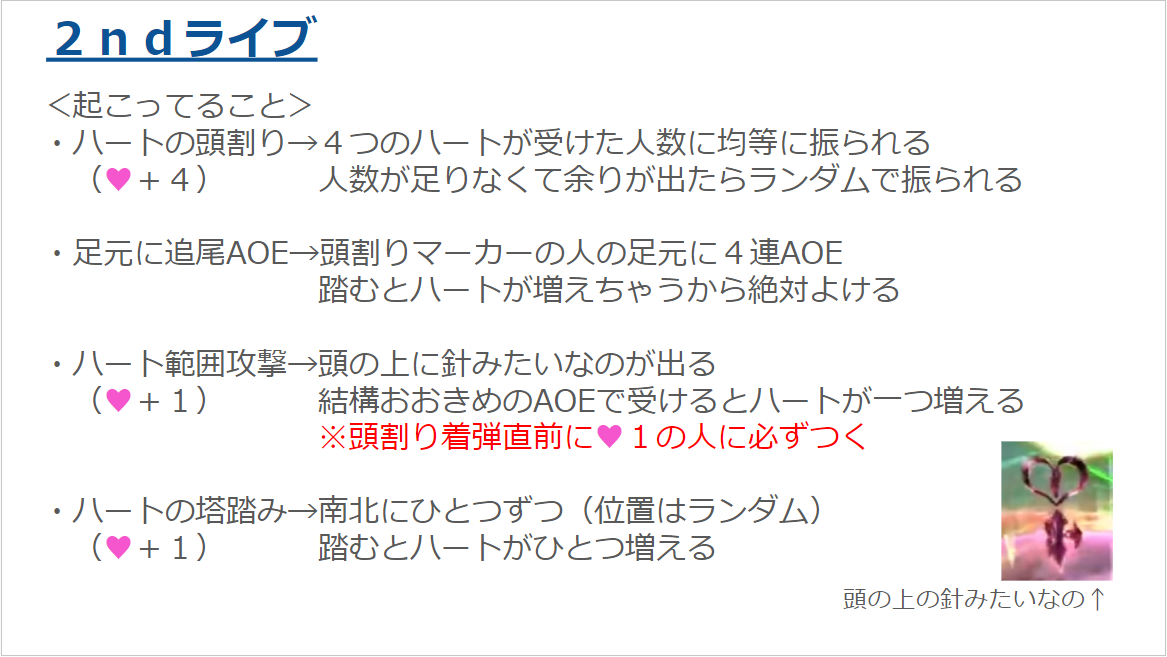 ２ｎｄライブ
＜起こってること＞
・ハートの頭割り→４つのハートが受けた人数に均等に振られる
（♥＋４） 人数が足りなくて余りが出たらランダムで振られる
・足元に追尾AOE→頭割りマーカーの人の足元に４連AOE
踏むとハートが増えちゃうから絶対よける
・ハート範囲攻撃→頭の上に針みたいなのが出る
（♥＋１） 結構おおきめのAOEで受けるとハートが一つ増える
※頭割り着弾直前に♥１の人に必ずつく
・ハートの塔踏み→南北にひとつずつ（位置はランダム）
（♥＋１） 踏むとハートがひとつ増える
頭の上の針みたいなの↑